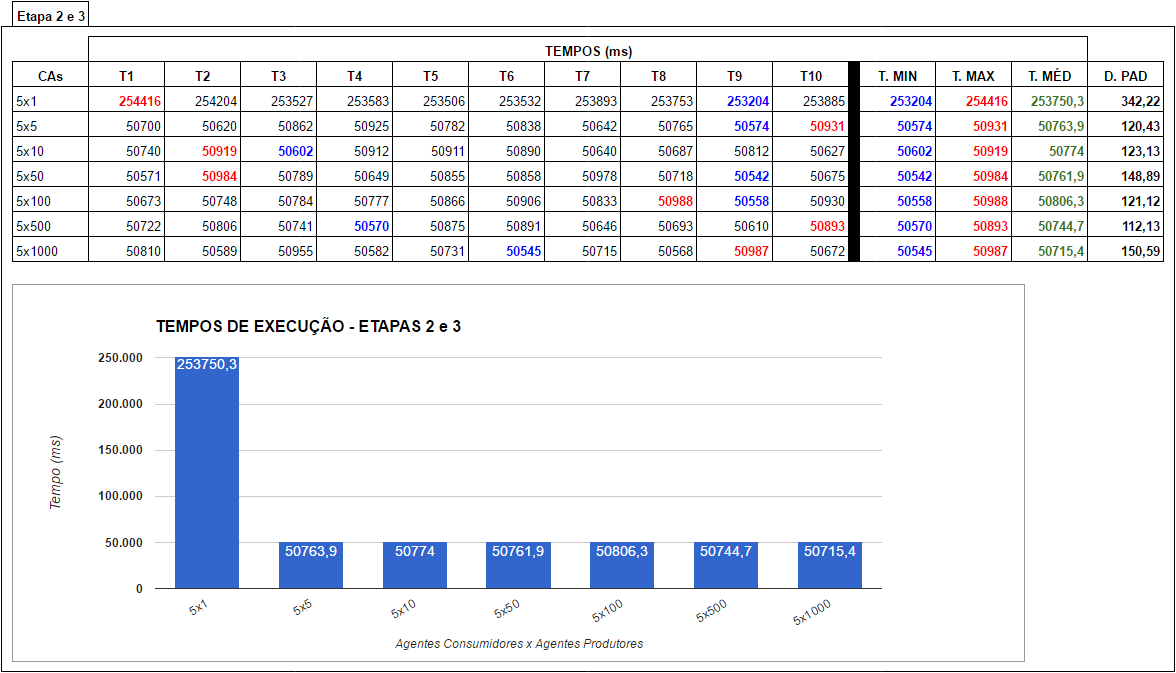 Etapa 2 e 3
TEMPOS (ms)
CAs T1 T2 T3 T4 T5 T6 T7 T8 T9 T10 T. MIN T. MAX T. MÉD D. PAD
5x1 254416 254204 253527 253583 253506 253532 253893 253753 253204 253885 253204 254416 253750,3 342,22
5x5 50700 50620 50862 50925 50782 50838 50642 50765 50574 50931 50574 50931 50763,9 120,43
5x10 50740 50919 50602 50912 50911 50890 50640 50687 50812 50627 50602 50919 50774 123,13
5x50 50571 50984 50789 50649 50855 50858 50978 50718 50542 50675 50542 50984 50761,9 148,89
5x100 50673 50748 50784 50777 50866 50906 50833 50988 50558 50930 50558 50988 50806,3 121,12
5x500 50722 50806 50741 50570 50875 50891 50646 50693 50610 50893 50570 50893 50744,7 112,13
5x1000 50810 50589 50955 50582 50731 50545 50715 50568 50987 50672 50545 50987 50715,4 150,59
TEMPOS DE EXECUÇÃO - ETAPAS 2 e 3
250.000
200.000
150.000
100.000
50.000
0
Tempo (ms)
253750,3 50763,9 50774 50761,9 50806,3 50744,7 50715,4
5x1 5x5 5x10 5x50 5x100 5x500 5x1000
Agentes Consumidores x Agentes Produtores